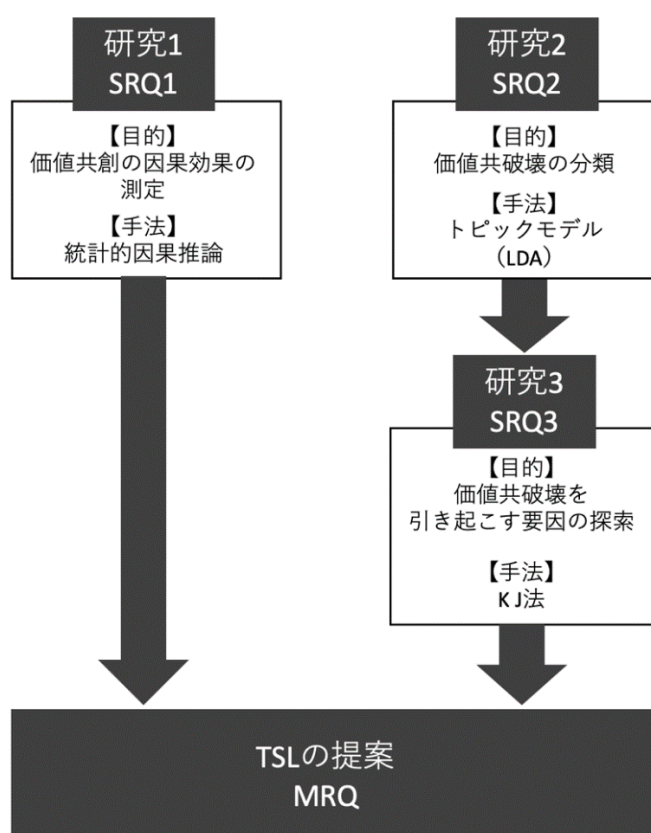 研究1
SRQ1
【目的】
価値共創の因果効果の
測定
【手法】
統計的因果推論
研究2
SRQ2
【目的】
価値共破壊の分類
【手法】
トピックモデル
（LDA）
研究3
SRQ3
【目的】
価値共破壊を
引き起こす要因の探索
【手法】
KJ法
TSLの提案
MRQ